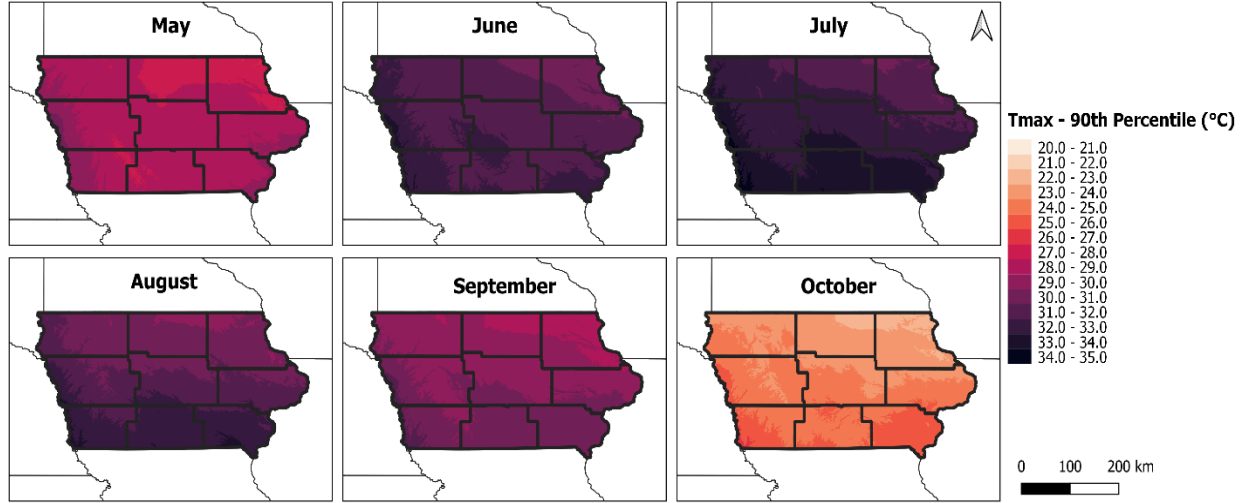 May
June
July
August
September
October
Tmax - 90th Percentile (°C)
20.0 - 21.0
21.0 - 22.0
22.0 - 23.0
23.0 - 24.0
24.0 - 25.0
25.0 - 26.0
26.0 - 27.0
27.0 - 28.0
28.0 - 29.0
29.0 - 30.0
30.0 - 31.0
31.0 - 32.0
32.0 - 33.0
33.0 - 34.0
34.0 - 35.0
0 100 200 km